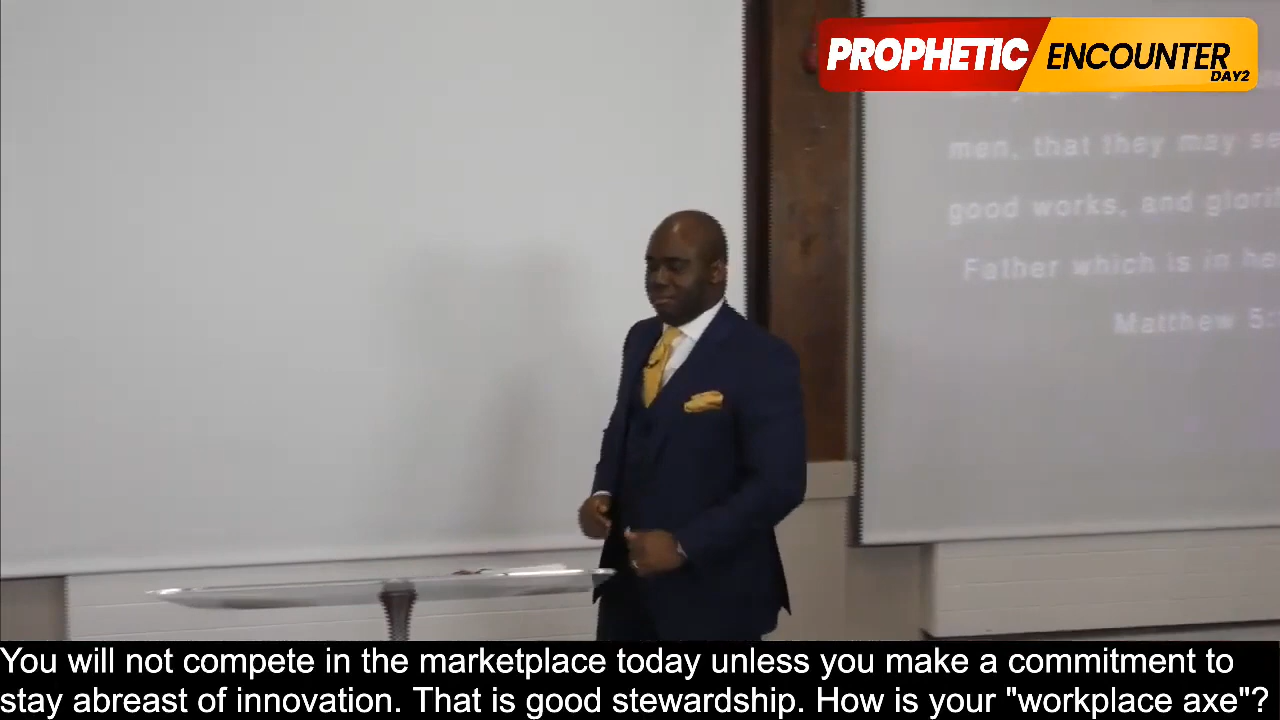 PROPHETIC ENCOUNTER
DAY2
men, that they may se
good works, and glori
Father which is in he
Matthew 5:
You will not compete in the marketplace today unless you make a commitment to
stay abreast of innovation. That is good stewardship. How is your "workplace axe"?